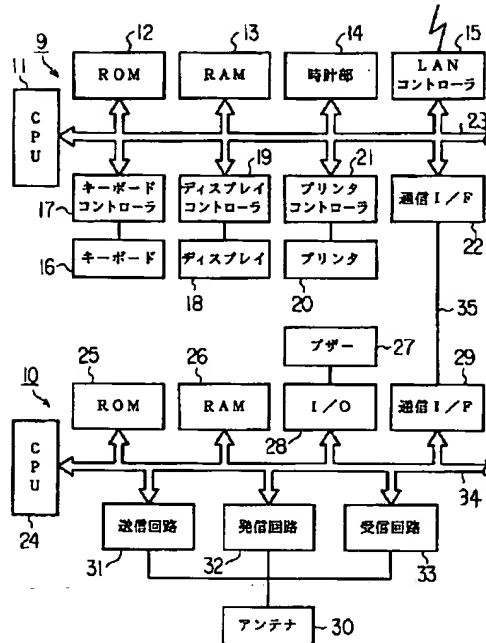 12
13
14
15
9
11
CPU
ROM
RAM
時計部
LAN
コントローラ
23
19
21
17
キーボード
コントローラ
ディスプレイ
コントローラ
プリンタ
コントローラ
通信I/F
22
16
キーボード
ディスプレイ
プリンタ
18
20
35
ブザー
27
25
26
29
10
ROM
RAM
I/O
28
通信I/F
CPU
24
34
送信回路
発信回路
受信回路
31
32
33
アンテナ
30